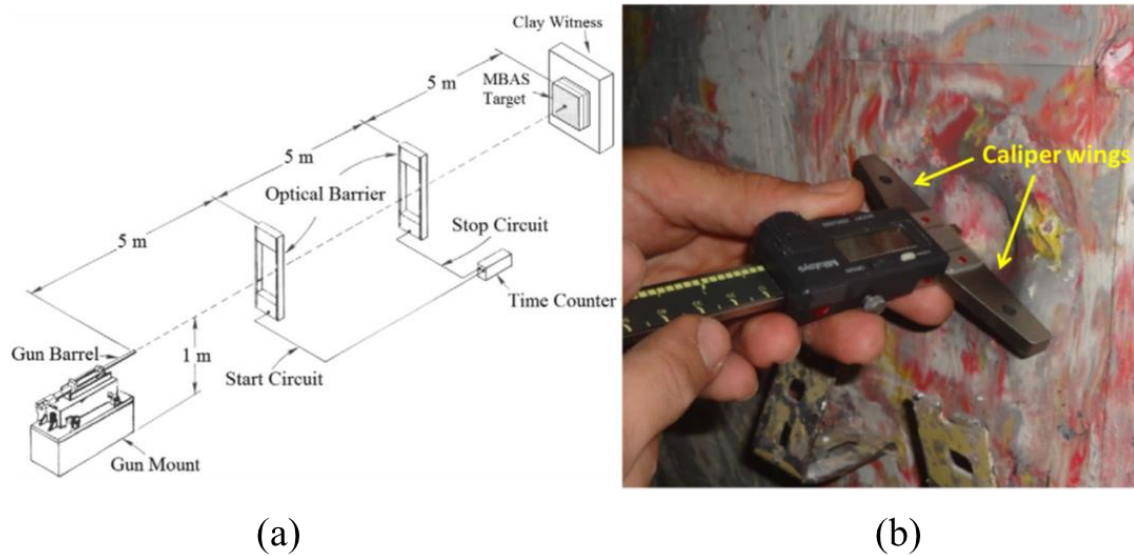 Clay Witness
MBAS
Target
5 m
5 m
Optical Barrier
5 m
Stop Circuit
Time Counter
Gun Barrel
1 m
Start Circuit
Gun Mount
Caliper wings
Mitutoyo
(a)
(b)